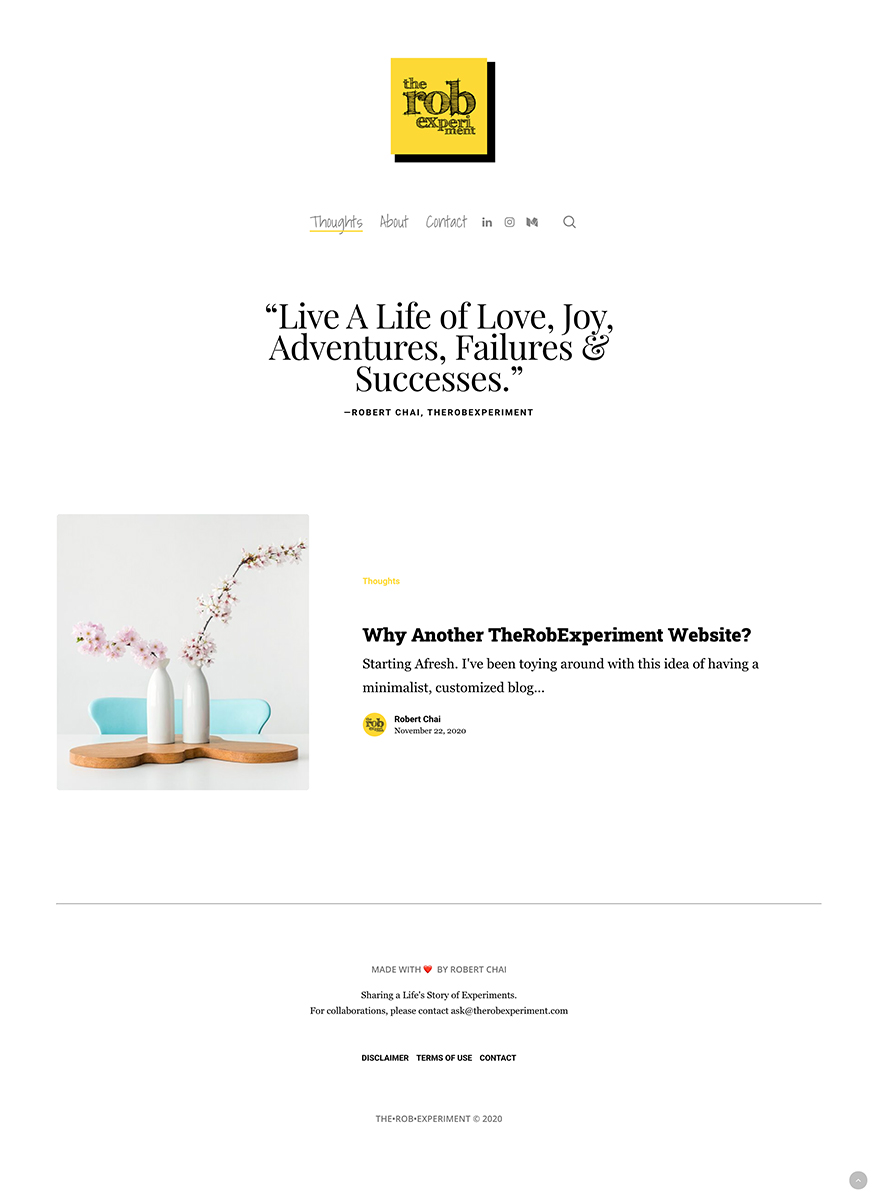 the
rob
experi
ment
Thoughts About Contact
“Live A Life of Love, Joy,
Adventures, Failures &
Successes.”
—ROBERT CHAI, THEROBEXPERIMENT
Thoughts
Why Another TheRobExperiment Website?
Starting Afresh. I've been toying around with this idea of having a
minimalist, customized blog...
the
rob
Robert Chai
November 22, 2020
MADE WITH ❤️ BY ROBERT CHAI
Sharing a Life's Story of Experiments.
For collaborations, please contact ask@therobexperiment.com
DISCLAIMER TERMS OF USE CONTACT
THE•ROB•EXPERIMENT © 2020